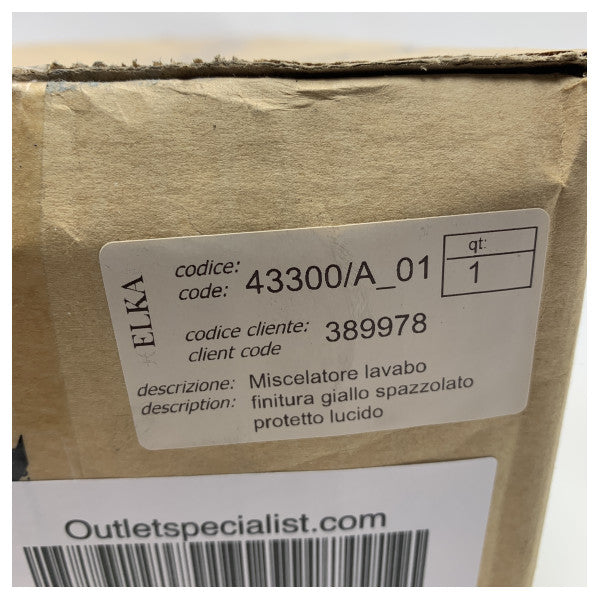 ELKA
codice:
code: 43300/A_01
qt:
1
codice cliente: 389978
client code
descrizione: Miscelatore lavabo
description: finitura giallo spazzolato
protetto lucido
Outletspecialist.com